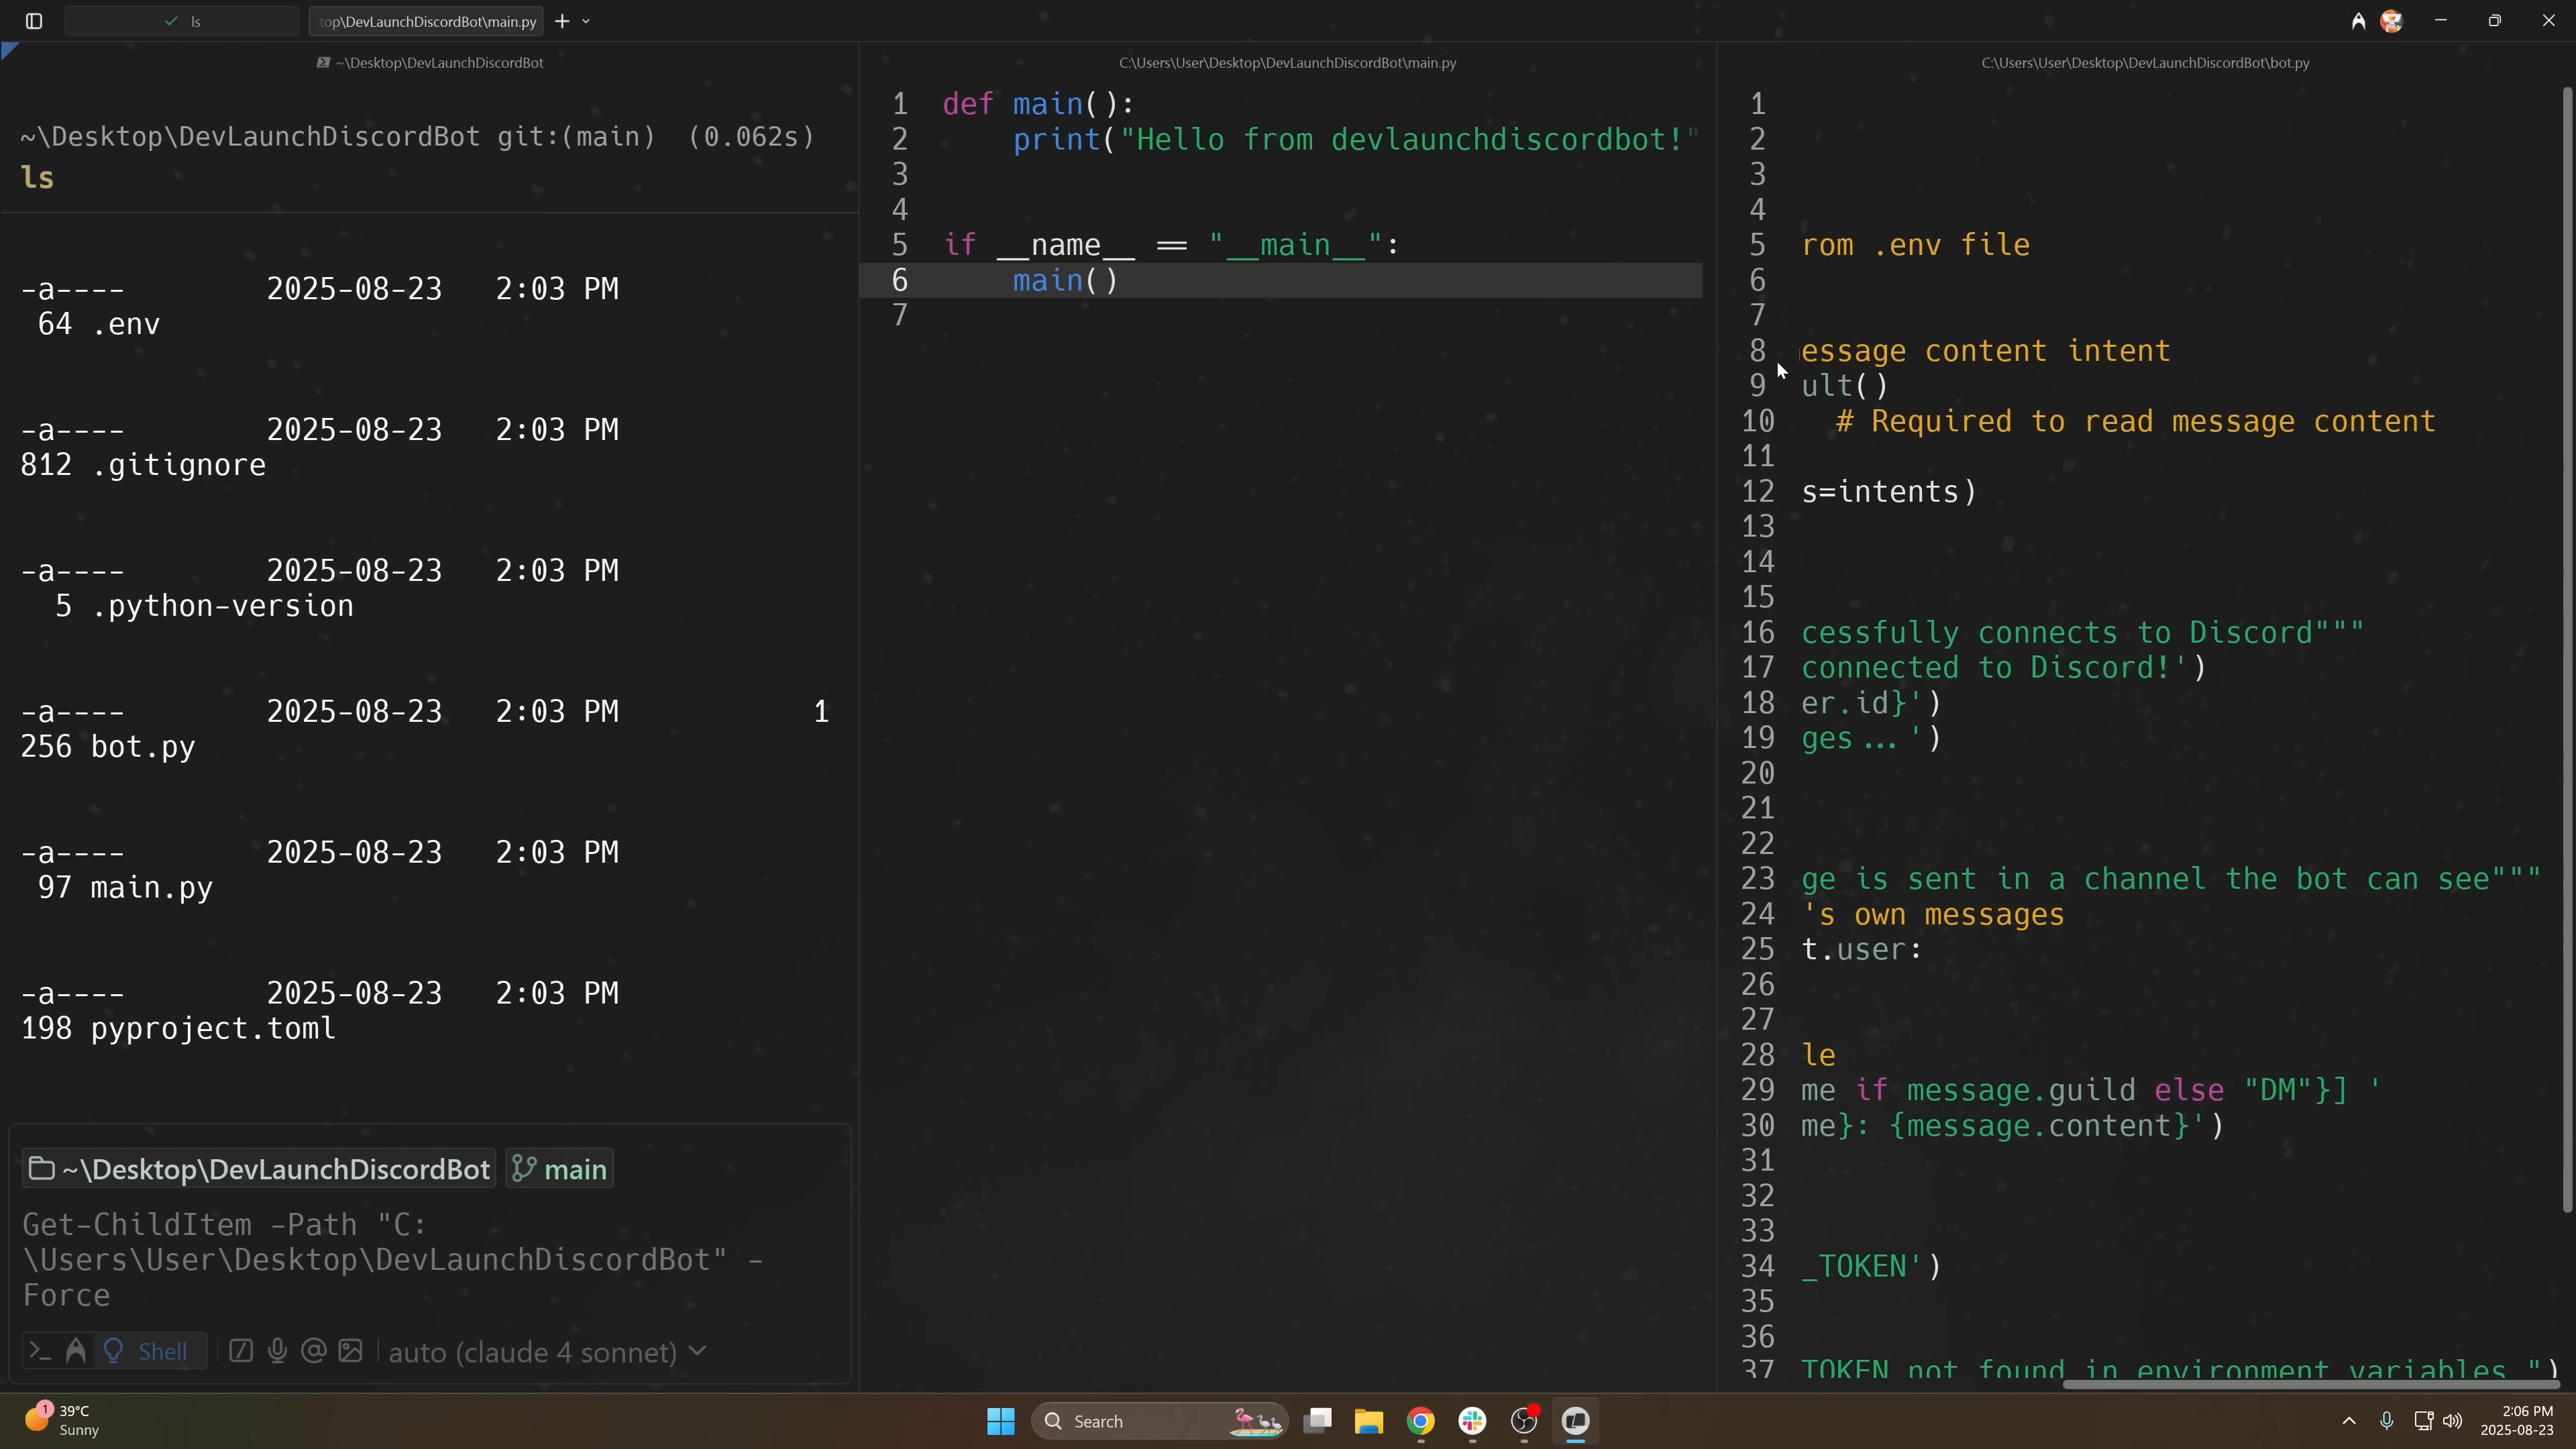 ls
top\DevLaunchDiscordBot\main.py
~\Desktop\DevLaunchDiscordBot
~\Desktop\DevLaunchDiscordBot git:(main) (0.062s)
ls
-a---- 2025-08-23 2:03 PM
64 .env
-a---- 2025-08-23 2:03 PM
812 .gitignore
-a---- 2025-08-23 2:03 PM
5 .python-version
-a---- 2025-08-23 2:03 PM 1
256 bot.py
-a---- 2025-08-23 2:03 PM
97 main.py
-a---- 2025-08-23 2:03 PM
198 pyproject.toml
~\Desktop\DevLaunchDiscordBot main
Get-ChildItem -Path "C:
\Users\User\Desktop\DevLaunchDiscordBot" -
Force
Shell auto (claude 4 sonnet)
C:\Users\User\Desktop\DevLaunchDiscordBot\main.py
1 def main():
2 print("Hello from devlaunchdiscordbot!"
3
4
5 if __name__ == "__main__":
6 main()
7
C:\Users\User\Desktop\DevLaunchDiscordBot\bot.py
1
2
3
4
5 rom .env file
6
7
8 essage content intent
9 ult()
10 # Required to read message content
11
12 s=intents)
13
14
15
16 cessfully connects to Discord"""
17 connected to Discord!')
18 er.id}')
19 ges...')
20
21
22
23 ge is sent in a channel the bot can see"""
24 's own messages
25 t.user:
26
27
28 le
29 me if message.guild else "DM"}] '
30 me}: {message.content}')
31
32
33
34 _TOKEN')
35
36
37 TOKEN not found in environment variables.")
1
39°C
Sunny
Search
2:06 PM
2025-08-23